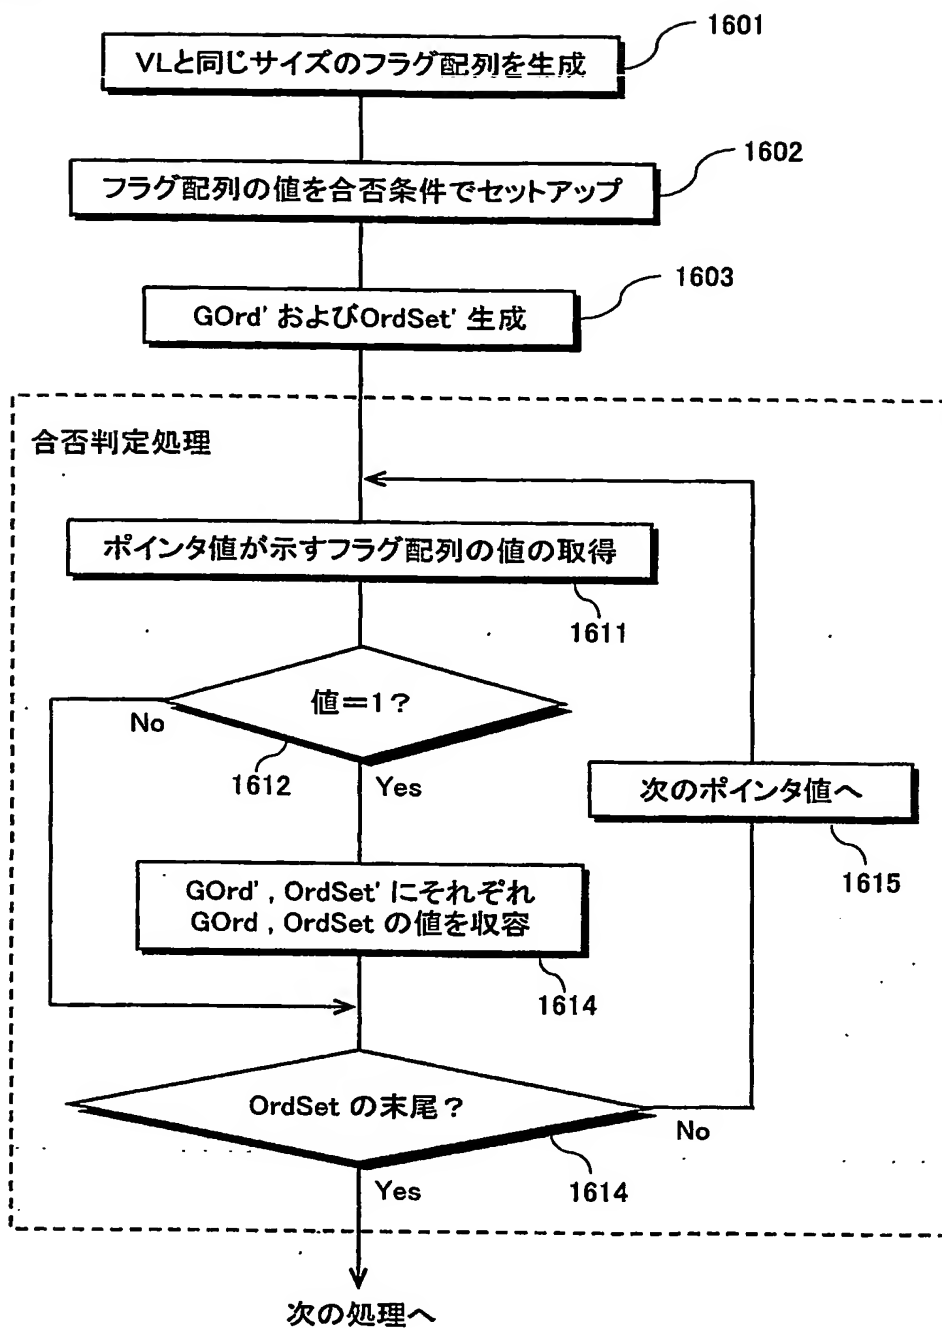 1601
VLと同じサイズのフラグ配列を生成
1602
フラグ配列の値を合否条件でセットアップ
1603
GOrd' およびOrdSet' 生成
合否判定処理
ポインタ値が示すフラグ配列の値の取得
1611
値＝1？
No
1612
Yes
次のポインタ値へ
1615
GOrd' , OrdSet' にそれぞれ
GOrd , OrdSet の値を収容
1614
OrdSet の末尾？
No
1614
Yes
次の処理へ